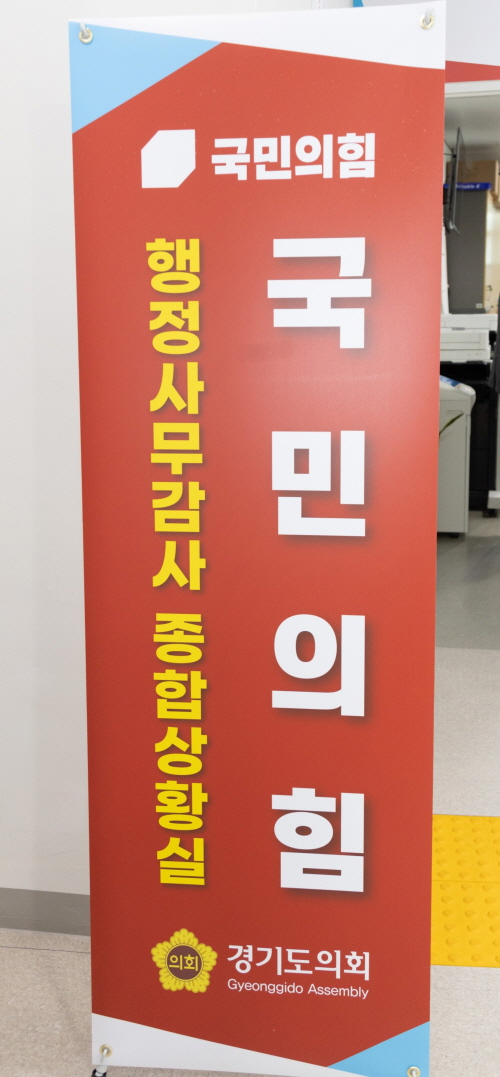 국민의힘
국민의힘
행정사무감사 종합상황실
의회
경기도의회
Gyeonggido Assembly